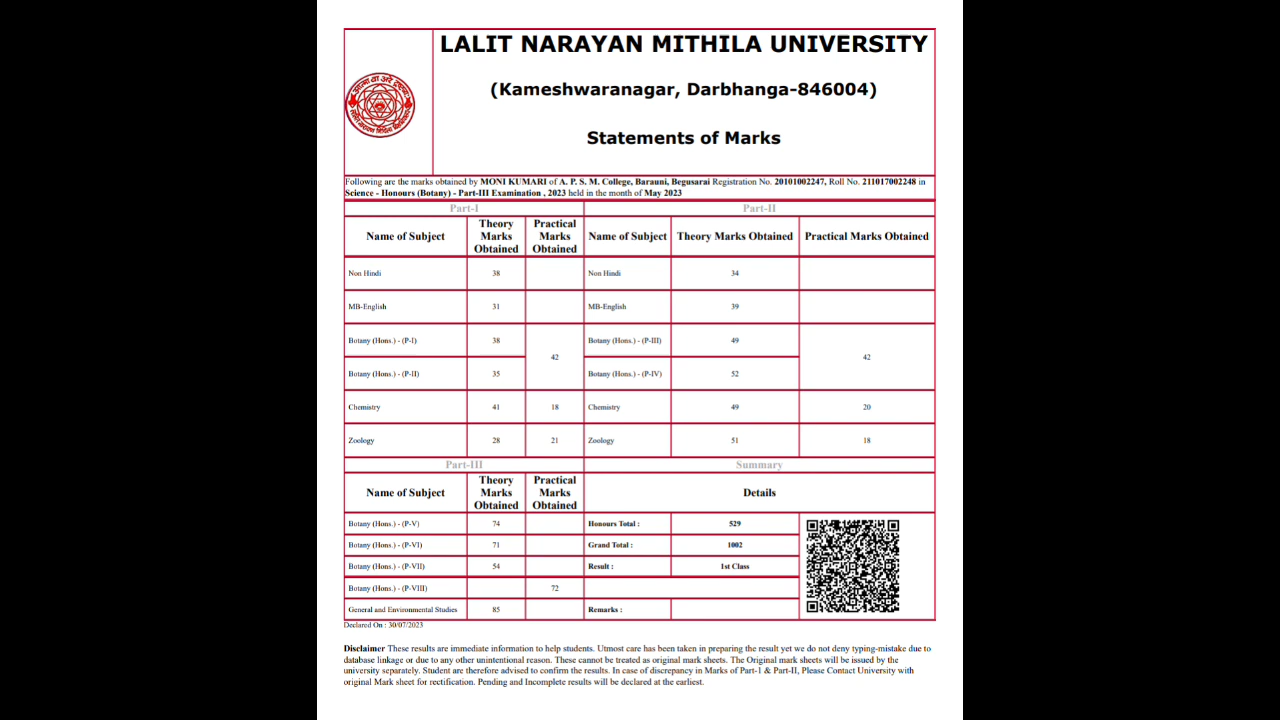 LALIT NARAYAN MITHILA UNIVERSITY
(Kameshwaranagar, Darbhanga-846004)
Statements of Marks
Following are the marks obtained by MONI KUMARI of A. P. S. M. College, Barauni, Begusarai Registration No. 20101002247, Roll No. 211017002248 in
Science - Honours (Botany) - Part-III Examination , 2023 held in the month of May 2023
Part-I Part-II
Name of Subject Theory Marks Obtained Practical Marks Obtained Name of Subject Theory Marks Obtained Practical Marks Obtained
Non Hindi 38 Non Hindi 34
MB-English 31 MB-English 39
Botany (Hons.) - (P-I) 38 42 Botany (Hons.) - (P-III) 49 42
Botany (Hons.) - (P-II) 35 Botany (Hons.) - (P-IV) 52
Chemistry 41 18 Chemistry 49 20
Zoology 28 21 Zoology 51 18
Part-III Summary
Name of Subject Theory Marks Obtained Practical Marks Obtained Details
Botany (Hons.) - (P-V) 74 Honours Total : 529
Botany (Hons.) - (P-VI) 71 Grand Total : 1002
Botany (Hons.) - (P-VII) 54 Result : 1st Class
Botany (Hons.) - (P-VIII) 72
General and Environmental Studies 85 Remarks :
Declared On : 30/07/2023
Disclaimer These results are immediate information to help students. Utmost care has been taken in preparing the result yet we do not deny typing-mistake due to
database linkage or due to any other unintentional reason. These cannot be treated as original mark sheets. The Original mark sheets will be issued by the
university separately. Student are therefore advised to confirm the results. In case of discrepancy in Marks of Part-1 & Part-II, Please Contact University with
original Mark sheet for rectification. Pending and Incomplete results will be declared at the earliest.